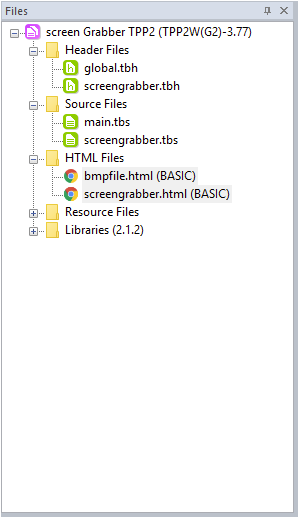 Files
screen Grabber TPP2 (TPP2W(G2)-3.77)
Header Files
global.tbh
screengrabber.tbh
Source Files
main.tbs
screengrabber.tbs
HTML Files
bmpfile.html (BASIC)
screengrabber.html (BASIC)
Resource Files
Libraries (2.1.2)